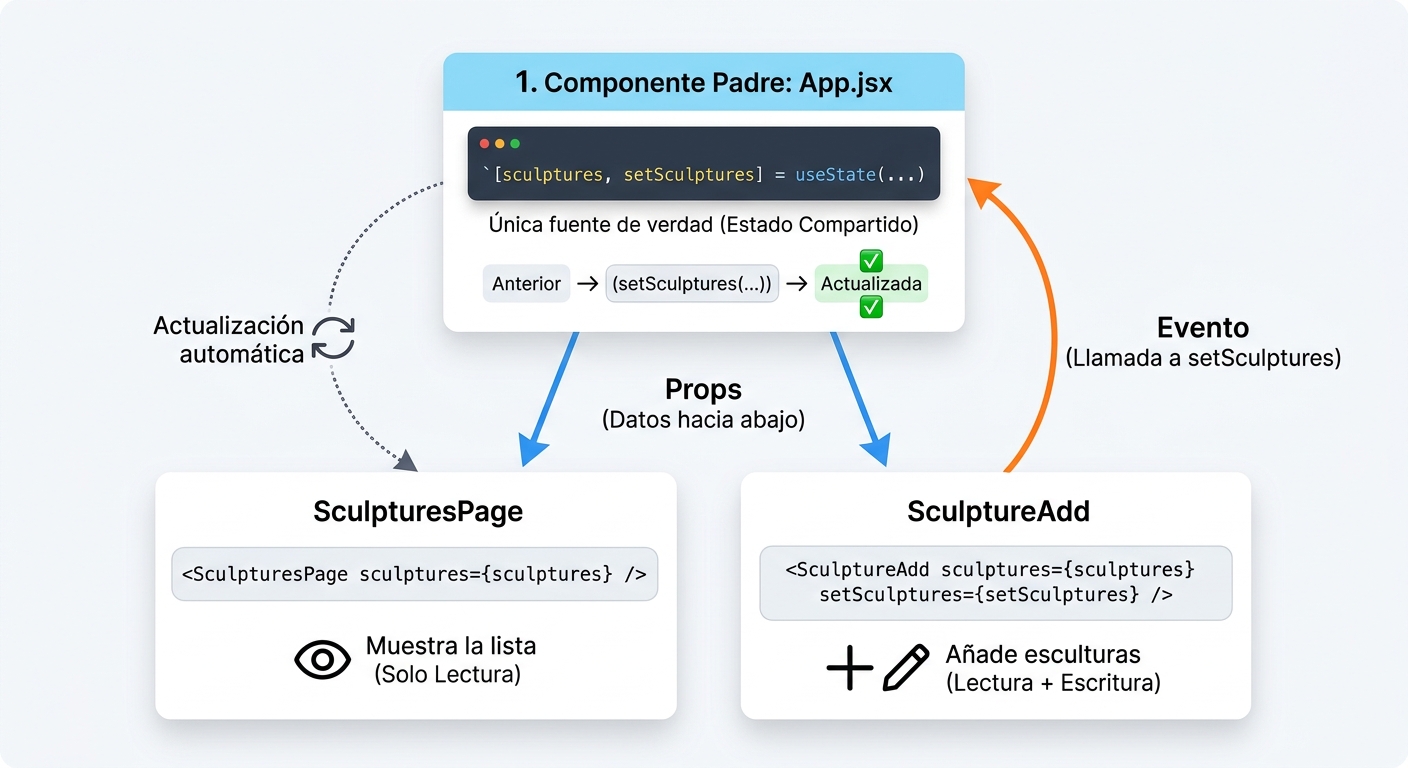 1. Componente Padre: App.jsx
`[sculptures, setSculptures] = useState(...)
Única fuente de verdad (Estado Compartido)
Anterior → (setSculptures(...)) → Actualizada
Actualización
automática
Props
(Datos hacia abajo)
Evento
(Llamada a setSculptures)
SculpturesPage
<SculpturesPage sculptures={sculptures} />
Muestra la lista
(Solo Lectura)
SculptureAdd
<SculptureAdd sculptures={sculptures}
setSculptures={setSculptures} />
Añade esculturas
(Lectura + Escritura)